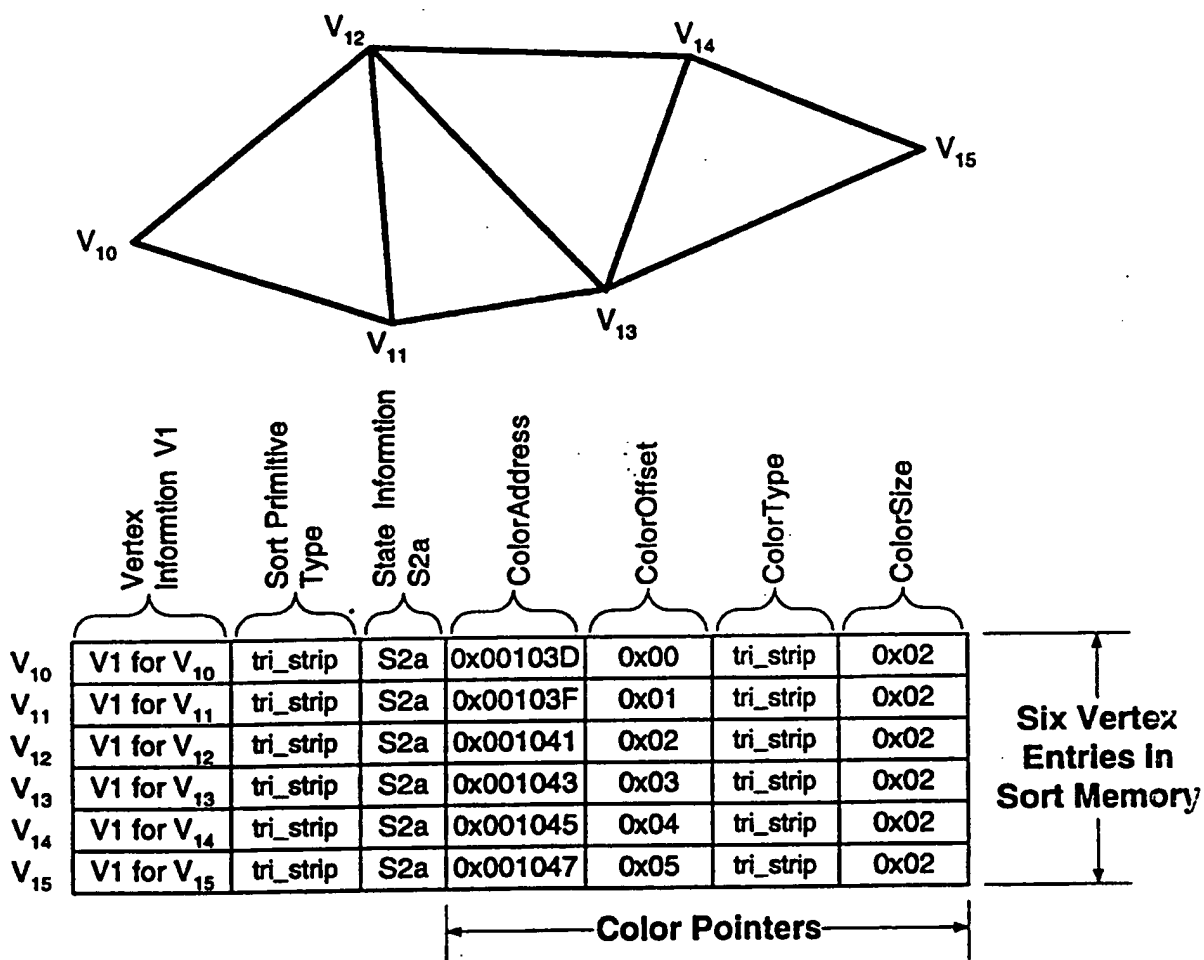 V12
V14
V15
V10
V13
V11
Vertex
Informtion V1
Sort Primitive
Type
State Informtion
S2a
ColorAddress
ColorOffset
ColorType
ColorSize
V10 V1 for V10 tri_strip S2a 0x00103D 0x00 tri_strip 0x02
V11 V1 for V11 tri_strip S2a 0x00103F 0x01 tri_strip 0x02
V12 V1 for V12 tri_strip S2a 0x001041 0x02 tri_strip 0x02
V13 V1 for V13 tri_strip S2a 0x001043 0x03 tri_strip 0x02
V14 V1 for V14 tri_strip S2a 0x001045 0x04 tri_strip 0x02
V15 V1 for V15 tri_strip S2a 0x001047 0x05 tri_strip 0x02
Six Vertex
Entries in
Sort Memory
Color Pointers